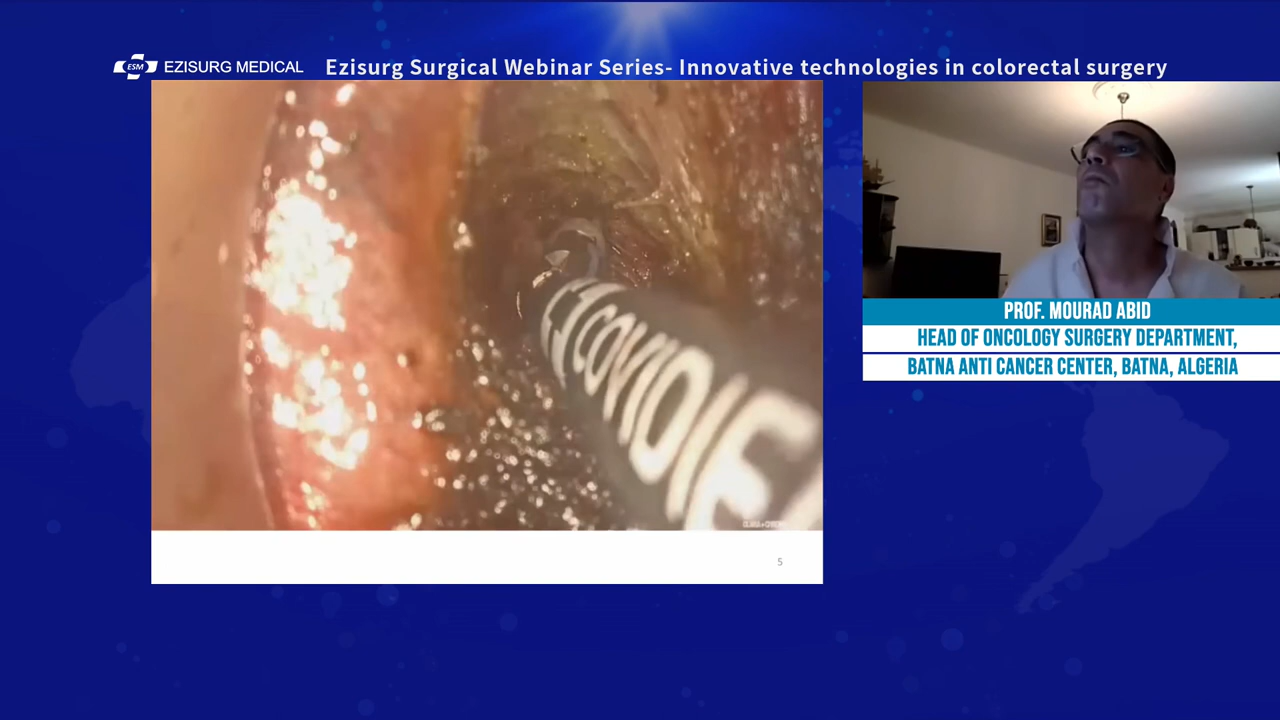 ESM EZISURG MEDICAL
Ezisurg Surgical Webinar Series- Innovative technologies in colorectal surgery
COVIDIE
5
PROF. MOURAD ABID
HEAD OF ONCOLOGY SURGERY DEPARTMENT,
BATNA ANTI CANCER CENTER, BATNA, ALGERIA